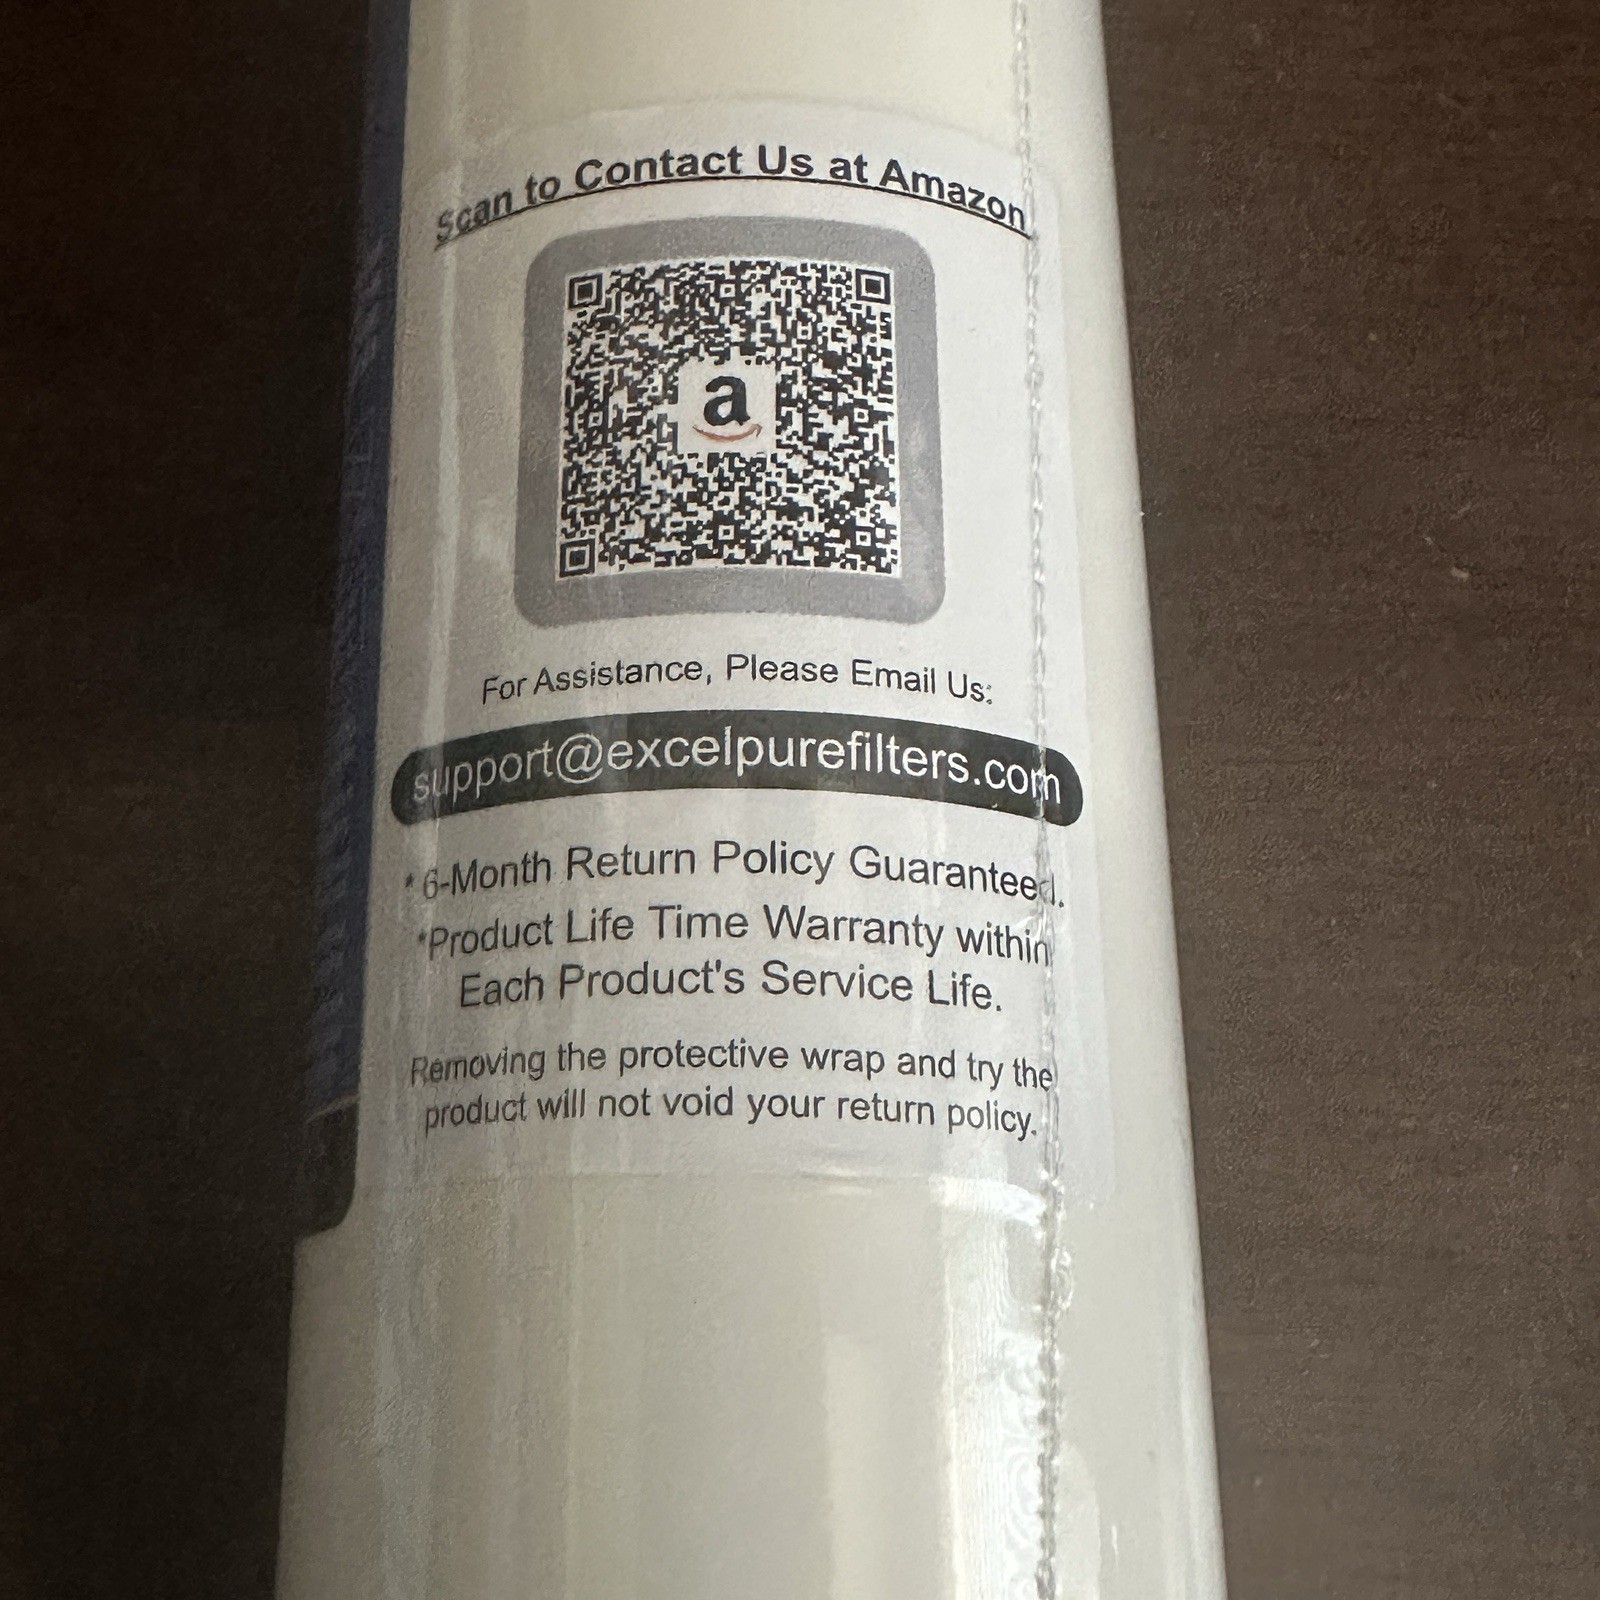 Scan to Contact Us at Amazon
a
For Assistance, Please Email Us:
support@excelpurefilters.com
* 6-Month Return Policy Guaranteed.
*Product Life Time Warranty within
Each Product's Service Life.
Removing the protective wrap and try the
product will not void your return policy.